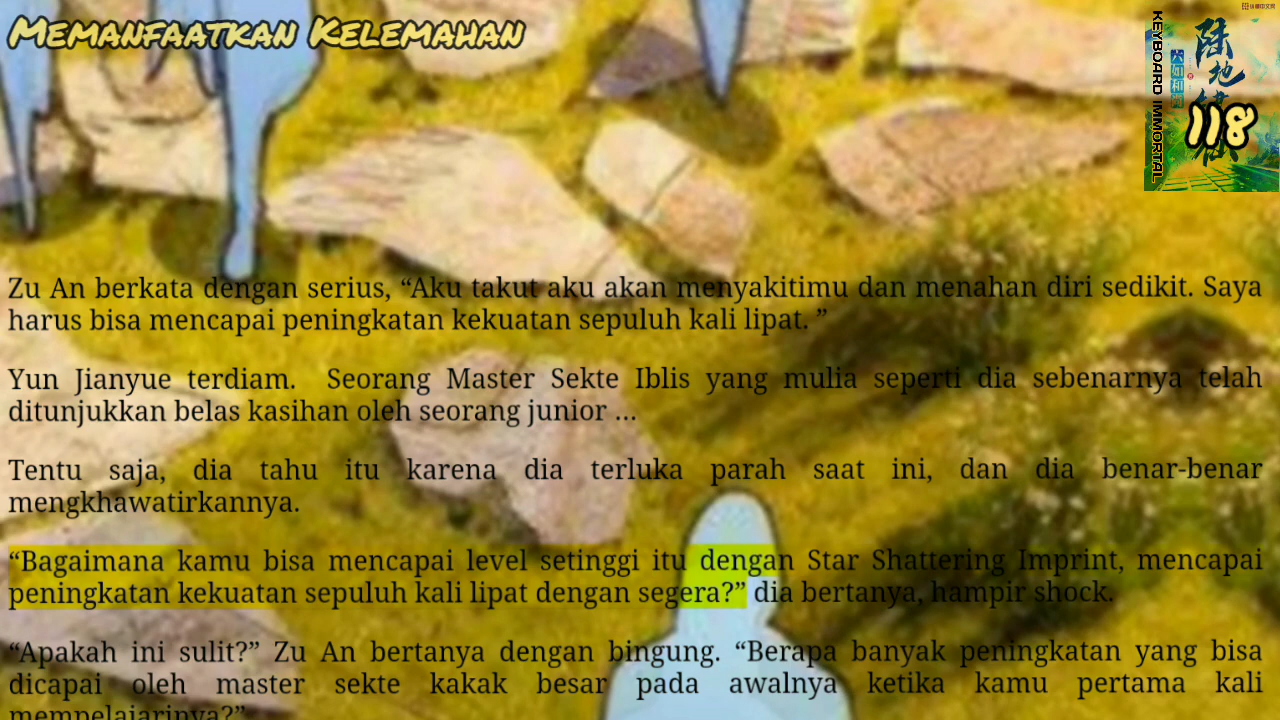 Memanfaatkan Kelemahan
KEYBOARD IMMORTAL
118
Zu An berkata dengan serius, “Aku takut aku akan menyakitimu dan menahan diri sedikit. Saya
harus bisa mencapai peningkatan kekuatan sepuluh kali lipat. ”
Yun Jianyue terdiam.  Seorang Master Sekte Iblis yang mulia seperti dia sebenarnya telah
ditunjukkan belas kasihan oleh seorang junior ...
Tentu saja, dia tahu itu karena dia terluka parah saat ini, dan dia benar-benar
mengkhawatirkannya.
“Bagaimana kamu bisa mencapai level setinggi itu dengan Star Shattering Imprint, mencapai
peningkatan kekuatan sepuluh kali lipat dengan segera?” dia bertanya, hampir shock.
“Apakah ini sulit?” Zu An bertanya dengan bingung. “Berapa banyak peningkatan yang bisa
dicapai oleh master sekte kakak besar pada awalnya ketika kamu pertama kali
mempelajarinya?”